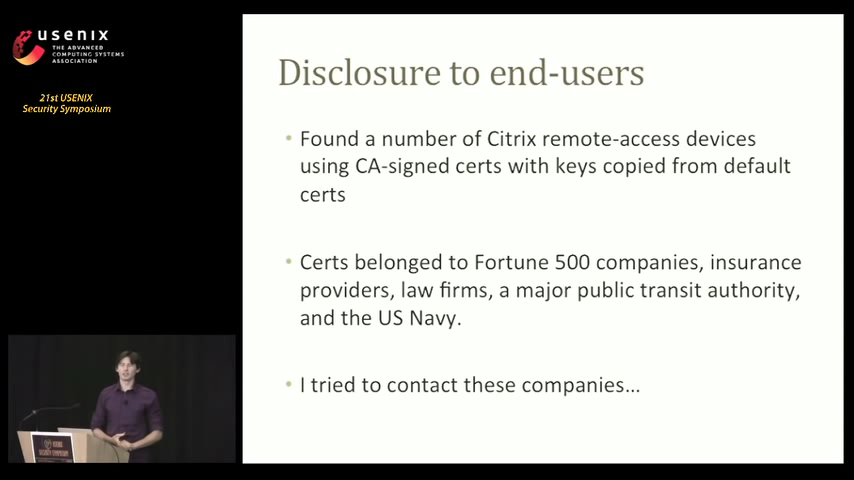 usenix
THE ADVANCED
COMPUTING SYSTEMS
ASSOCIATION
21st USENIX
Security Symposium
Disclosure to end-users
• Found a number of Citrix remote-access devices
using CA-signed certs with keys copied from default
certs
• Certs belonged to Fortune 500 companies, insurance
providers, law firms, a major public transit authority,
and the US Navy.
• I tried to contact these companies...
SECURITY SYMPOSIUM